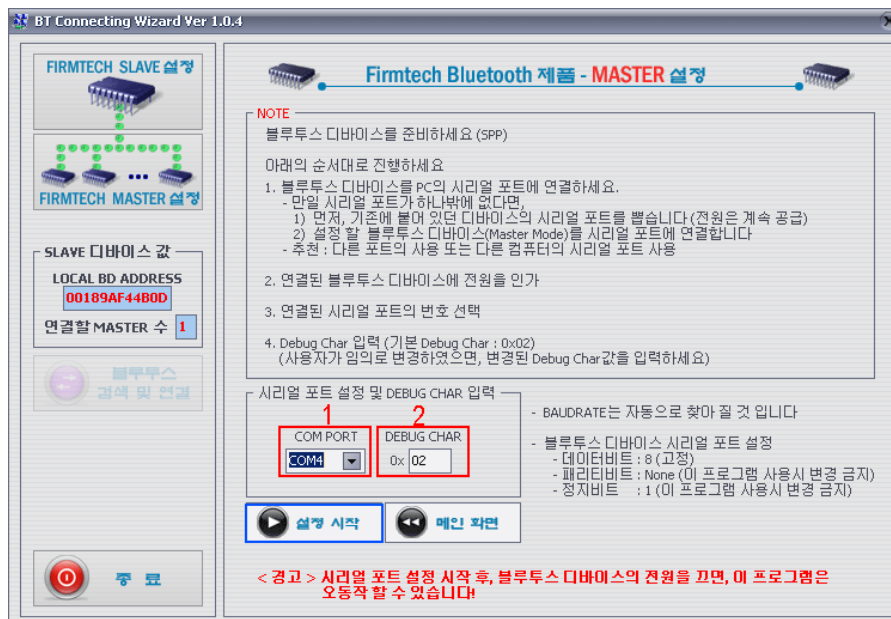 BT Connecting Wizard Ver 1.0.4
FIRMTECH SLAVE 설정
FIRMTECH MASTER 설정
SLAVE 디바이스 값
LOCAL BD ADDRESS
00189AF44B0D
연결할 MASTER 수 1
블루투스
검색 및 연결
종 료
Firmtech Bluetooth 제품 - MASTER 설정
NOTE
블루투스 디바이스를 준비하세요 (SPP)
아래의 순서대로 진행하세요
1. 블루투스 디바이스를 PC의 시리얼 포트에 연결하세요.
- 만일 시리얼 포트가 하나밖에 없다면,
1) 먼저, 기존에 붙어 있던 디바이스의 시리얼 포트를 뽑습니다 (전원은 계속 공급)
2) 설정 할 블루투스 디바이스(Master Mode)를 시리얼 포트에 연결합니다
- 추천 : 다른 포트의 사용 또는 다른 컴퓨터의 시리얼 포트 사용
2. 연결된 블루투스 디바이스에 전원을 인가
3. 연결된 시리얼 포트의 번호 선택
4. Debug Char 입력 (기본 Debug Char : 0x02)
(사용자가 임의로 변경하였으면, 변경된 Debug Char값을 입력하세요)
시리얼 포트 설정 및 DEBUG CHAR 입력
1 2
COM PORT DEBUG CHAR
COM4 0x 02
- BAUDRATE는 자동으로 찾아 질 것 입니다
- 블루투스 디바이스 시리얼 포트 설정
- 데이터비트 : 8 (고정)
- 패리티비트 : None (이 프로그램 사용시 변경 금지)
- 정지비트 : 1 (이 프로그램 사용시 변경 금지)
설정 시작 메인 화면
< 경고 > 시리얼 포트 설정 시작 후, 블루투스 디바이스의 전원을 끄면, 이 프로그램은
오동작 할 수 있습니다!